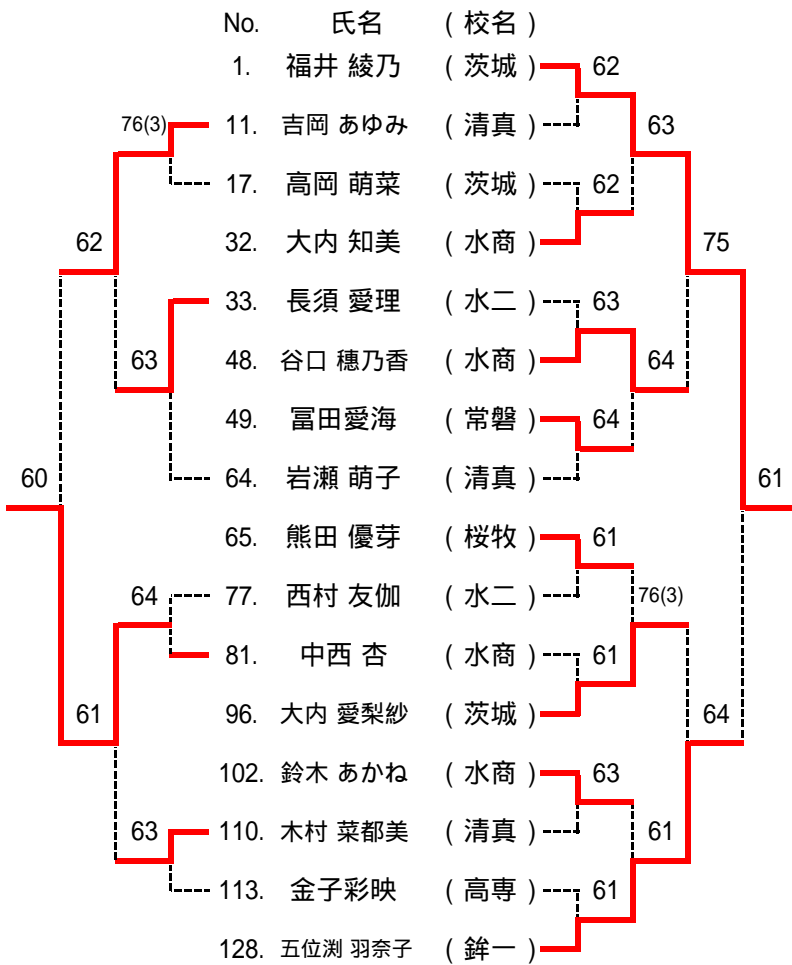 No. 氏名 (校名)
1. 福井 綾乃 (茨城) 62
76(3) 11. 吉岡 あゆみ (清真) 63
17. 高岡 萌菜 (茨城) 62
62 32. 大内 知美 (水商) 75
33. 長須 愛理 (水二) 63
63 48. 谷口 穂乃香 (水商) 64
49. 冨田愛海 (常磐) 64
60 64. 岩瀬 萌子 (清真) 61
65. 熊田 優芽 (桜牧) 61
64 77. 西村 友伽 (水二) 76(3)
81. 中西 杏 (水商) 61
61 96. 大内 愛梨紗 (茨城) 64
102. 鈴木 あかね (水商) 63
63 110. 木村 菜都美 (清真) 61
113. 金子彩映 (高専) 61
128. 五位渕 羽奈子 (鉾一)